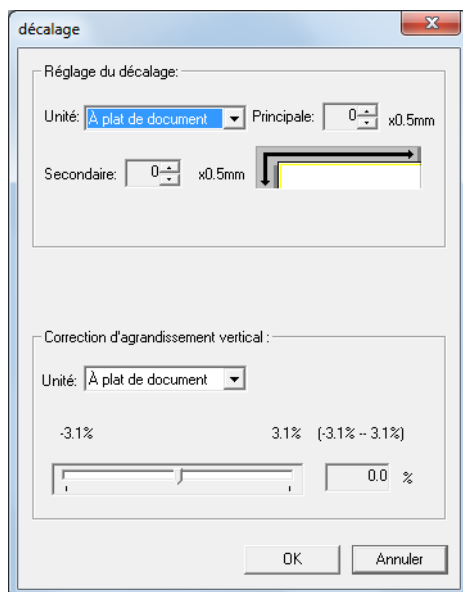 décalage
Réglage du décalage:
Unité: À plat de document Principale: 0 x0.5mm
Secondaire: 0 x0.5mm
Correction d'agrandissement vertical :
Unité: À plat de document
-3.1% 3.1% (-3.1% -- 3.1%)
0.0 %
OK Annuler